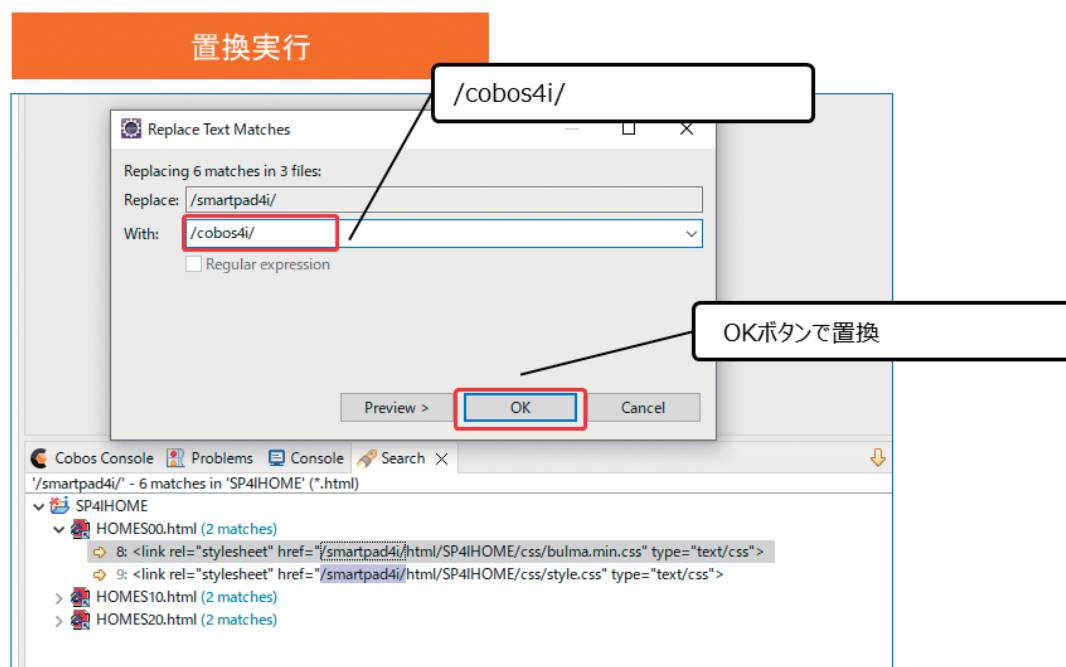 置換実行
/cobos4i/
Replace Text Matches
Replacing 6 matches in 3 files:
Replace: /smartpad4i/
With: /cobos4i/
Regular expression
OKボタンで置換
Preview > OK Cancel
Cobos Console Problems Console Search
'/smartpad4i/' - 6 matches in 'SP4IHOME' (*.html)
SP4IHOME
HOMES00.html (2 matches)
8: <link rel="stylesheet" href="/smartpad4i/html/SP4IHOME/css/bulma.min.css" type="text/css">
9: <link rel="stylesheet" href="/smartpad4i/html/SP4IHOME/css/style.css" type="text/css">
HOMES10.html (2 matches)
HOMES20.html (2 matches)